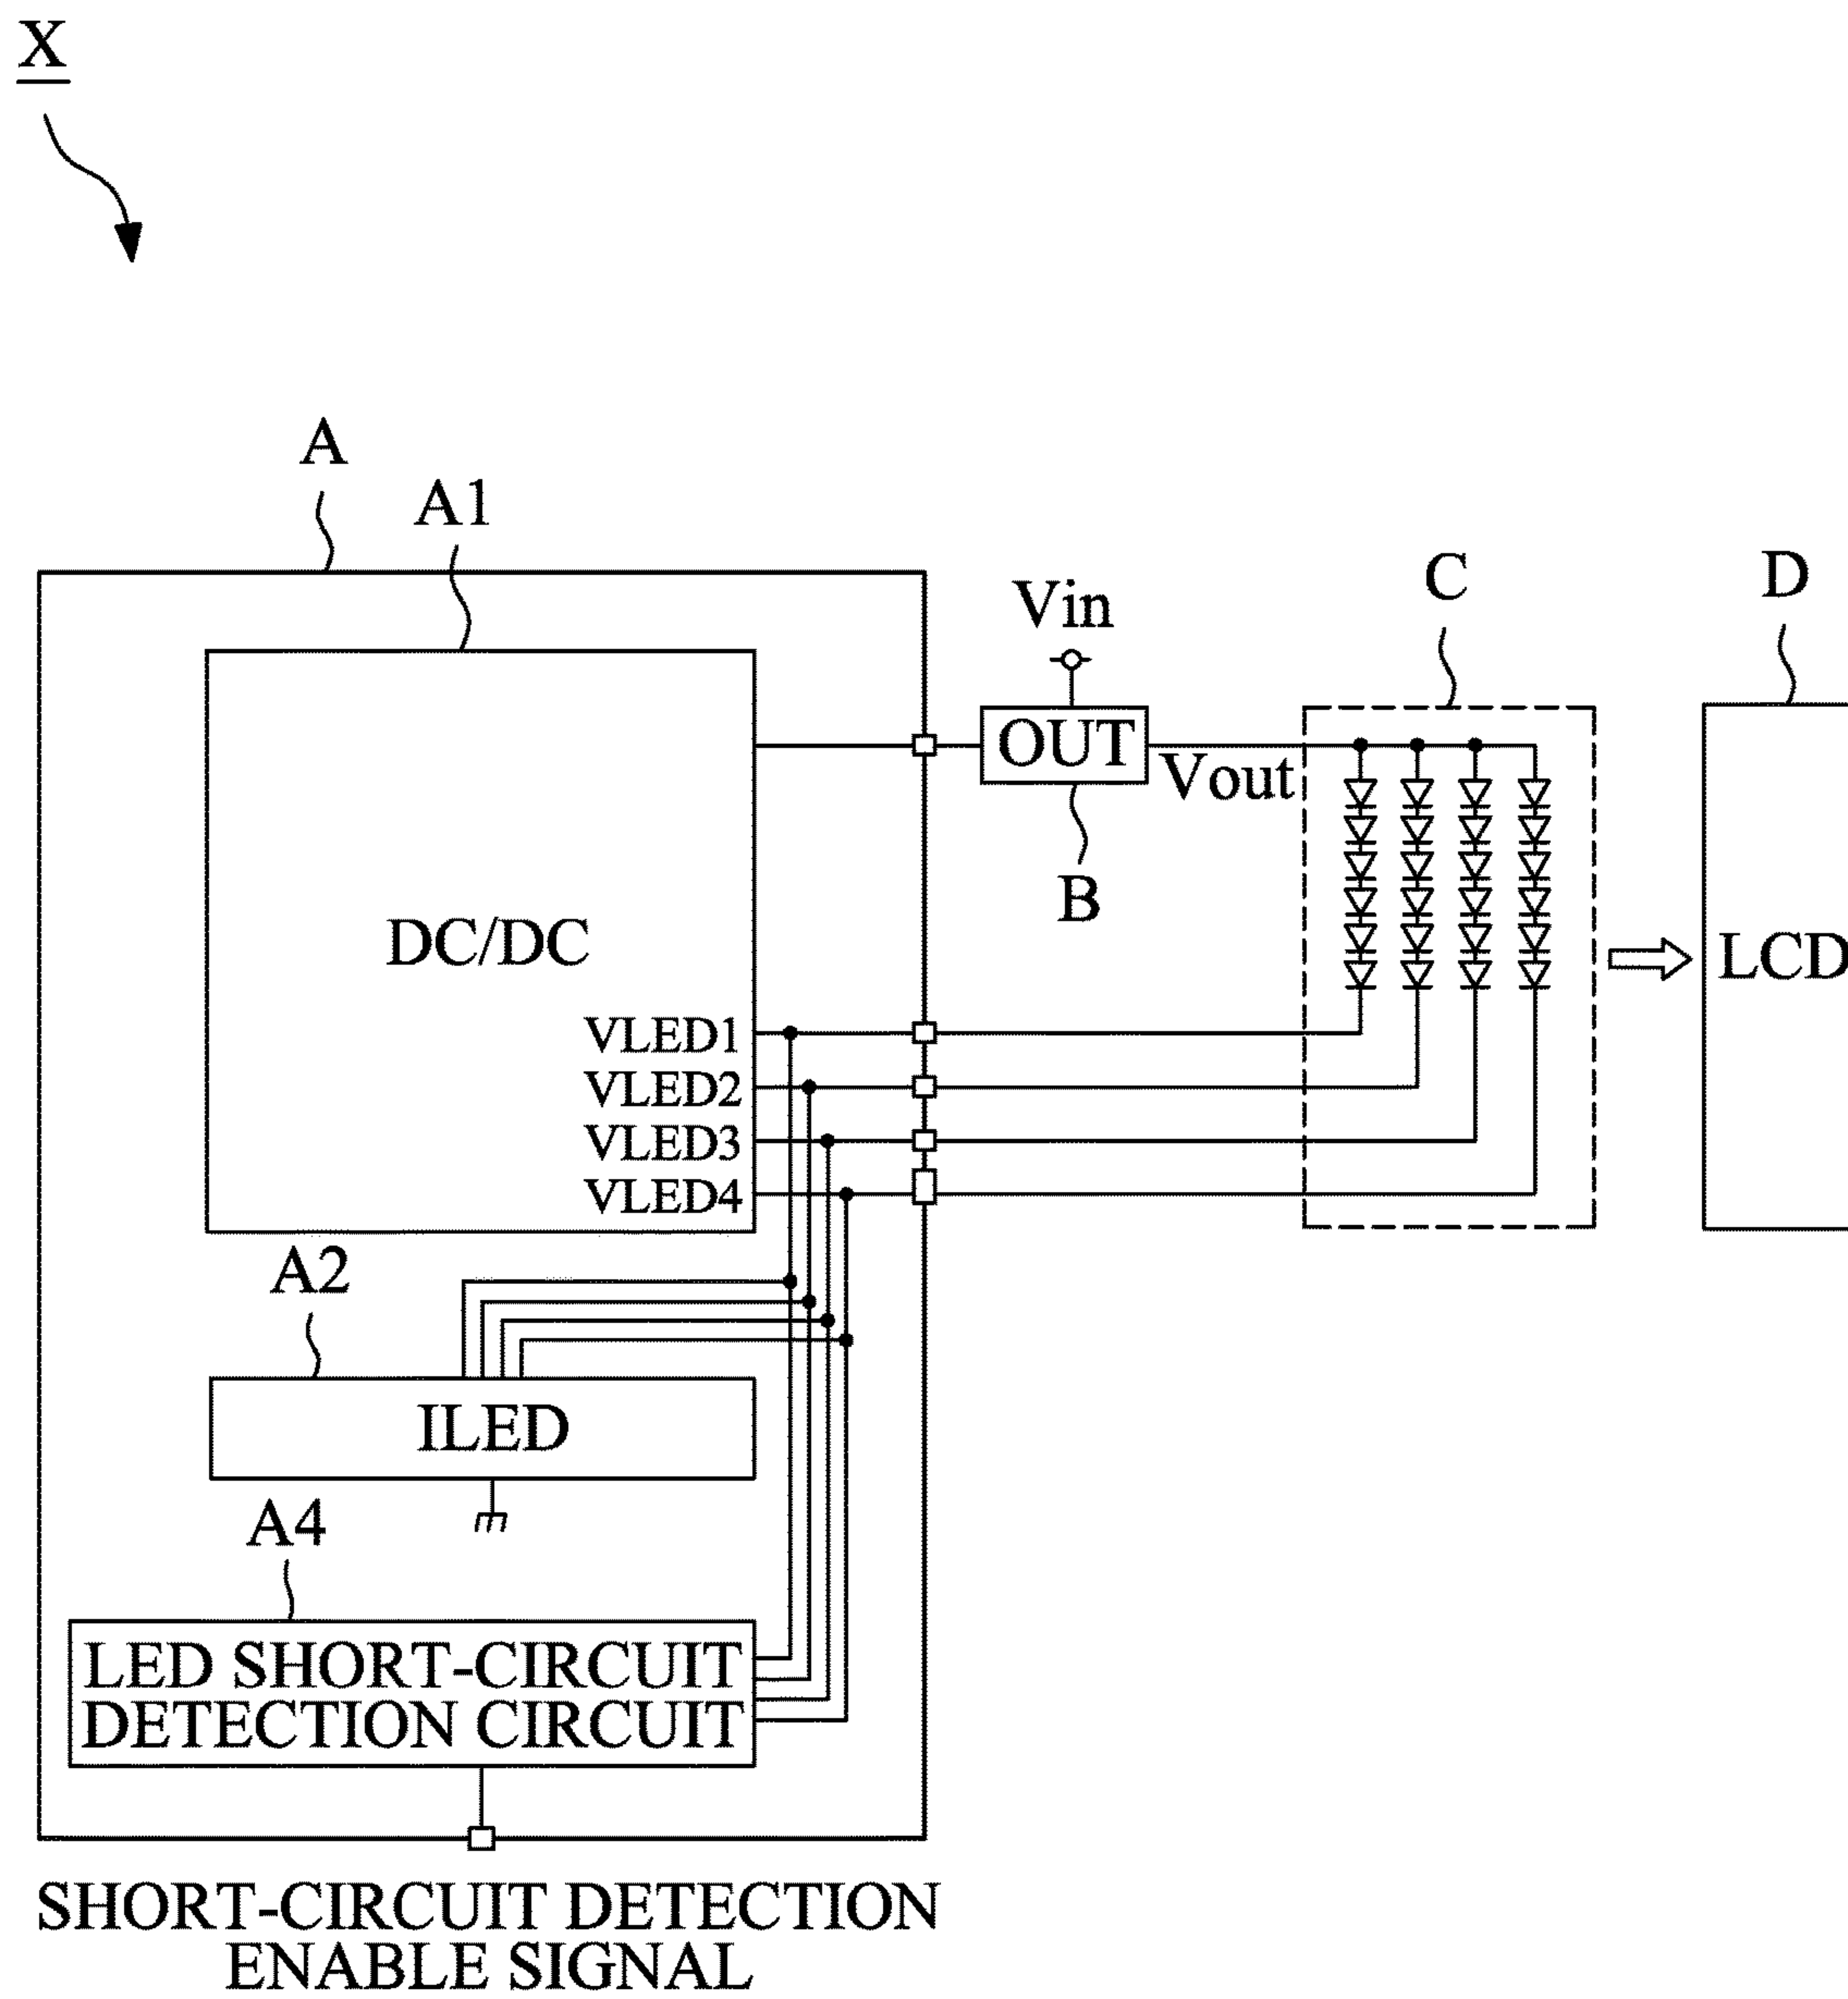 X
A
A1
Vin
C
D
OUT
Vout
B
DC/DC
LCD
VLED1
VLED2
VLED3
VLED4
A2
ILED
A4
LED SHORT-CIRCUIT
DETECTION CIRCUIT
SHORT-CIRCUIT DETECTION
ENABLE SIGNAL